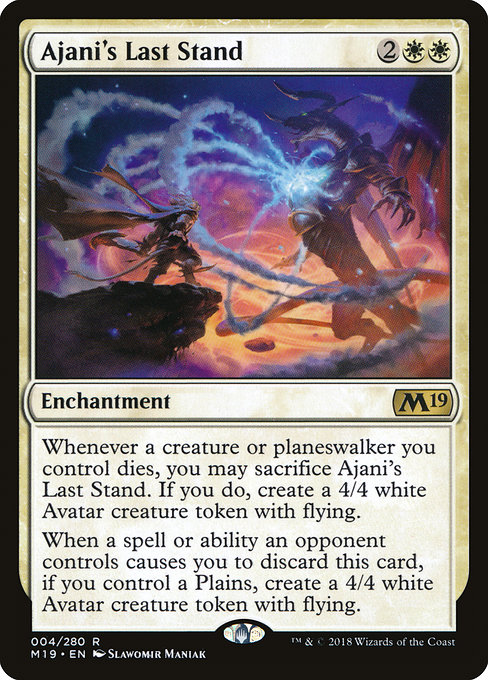 Ajani's Last Stand 2
Enchantment M19
Whenever a creature or planeswalker you
control dies, you may sacrifice Ajani's
Last Stand. If you do, create a 4/4 white
Avatar creature token with flying.
When a spell or ability an opponent
controls causes you to discard this card,
if you control a Plains, create a 4/4 white
Avatar creature token with flying.
004/280 R
M19 • EN Slawomir Maniak
™ & © 2018 Wizards of the Coast